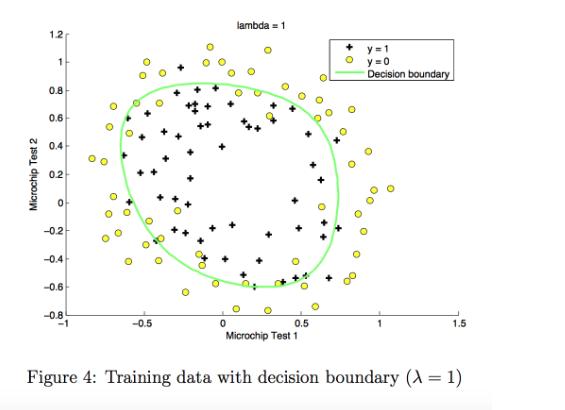 lambda = 1
1.2
1
0.8
0.6
0.4
0.2
0
-0.2
-0.4
-0.6
-0.8
-1
-0.5
0
0.5
1
1.5
y = 1
y = 0
Decision boundary
Microchip Test 2
Microchip Test 1
Figure 4: Training data with decision boundary (λ = 1)